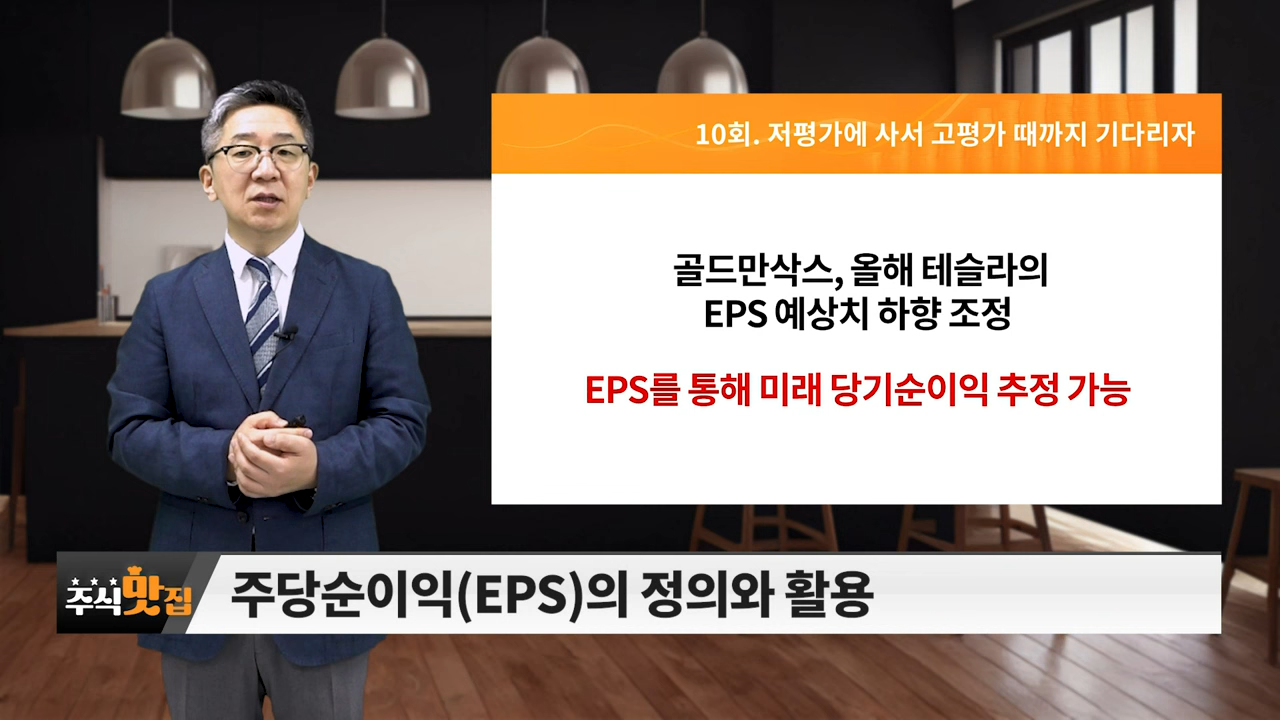 10회. 저평가에 사서 고평가 때까지 기다리자
골드만삭스, 올해 테슬라의
EPS 예상치 하향 조정
EPS를 통해 미래 당기순이익 추정 가능
주식맛집
주당순이익(EPS)의 정의와 활용